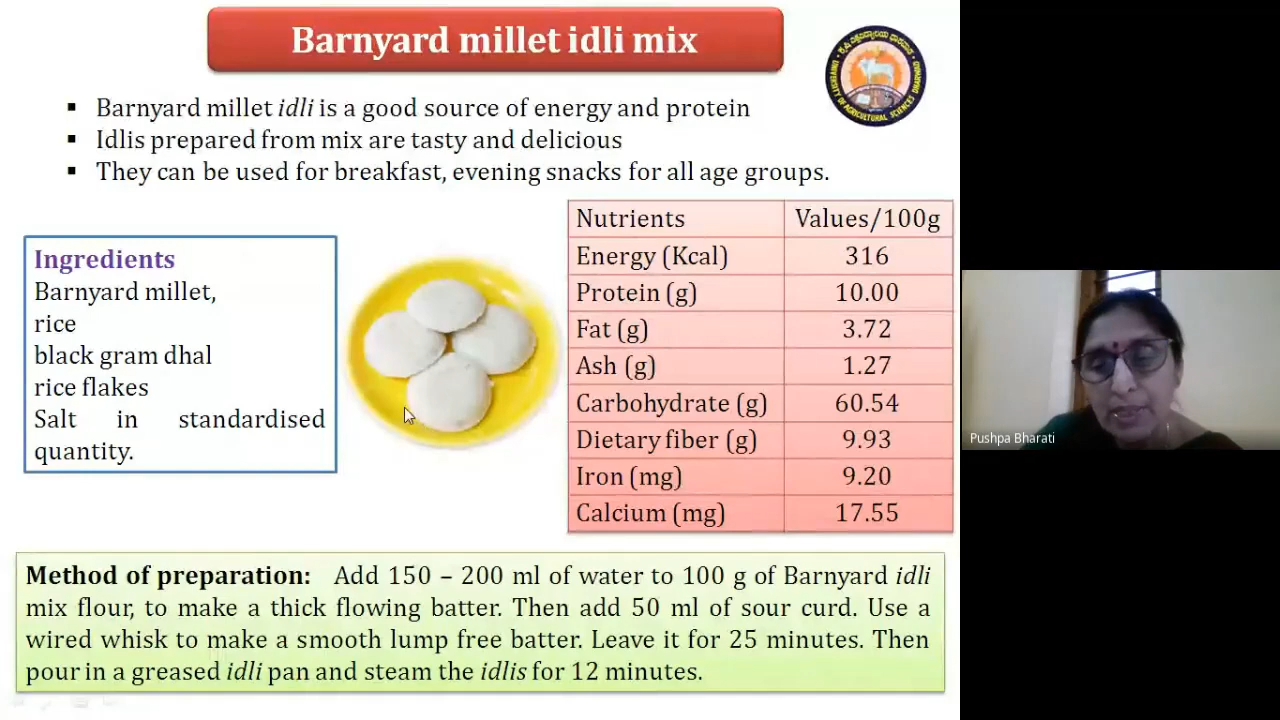 Barnyard millet idli mix
Barnyard millet idli is a good source of energy and protein
Idlis prepared from mix are tasty and delicious
They can be used for breakfast, evening snacks for all age groups.
Ingredients
Barnyard millet,
rice
black gram dhal
rice flakes
Salt in standardised
quantity.
Nutrients Values/100g
Energy (Kcal) 316
Protein (g) 10.00
Fat (g) 3.72
Ash (g) 1.27
Carbohydrate (g) 60.54
Dietary fiber (g) 9.93
Iron (mg) 9.20
Calcium (mg) 17.55
Method of preparation: Add 150 – 200 ml of water to 100 g of Barnyard idli
mix flour, to make a thick flowing batter. Then add 50 ml of sour curd. Use a
wired whisk to make a smooth lump free batter. Leave it for 25 minutes. Then
pour in a greased idli pan and steam the idlis for 12 minutes.
UNIVERSITY OF AGRICULTURAL SCIENCES DHARWAD
Pushpa Bharati